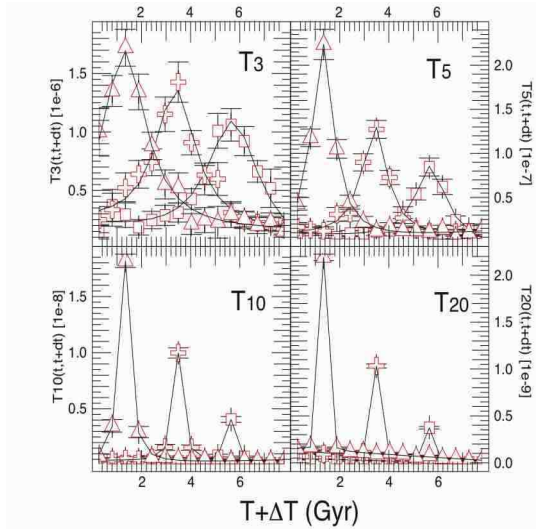 2 4 6 2 4 6
T3 T5
T3(t,t+dt) [1e-6]
1.5
1.0
0.5
T5(t,t+dt) [1e-7]
2.0
1.5
1.0
0.5
T10 T20
T10(t,t+dt) [1e-8]
1.5
1.0
0.5
T20(t,t+dt) [1e-9]
2.0
1.5
1.0
0.5
0.0
2 4 6 2 4 6
T+ΔT (Gyr)